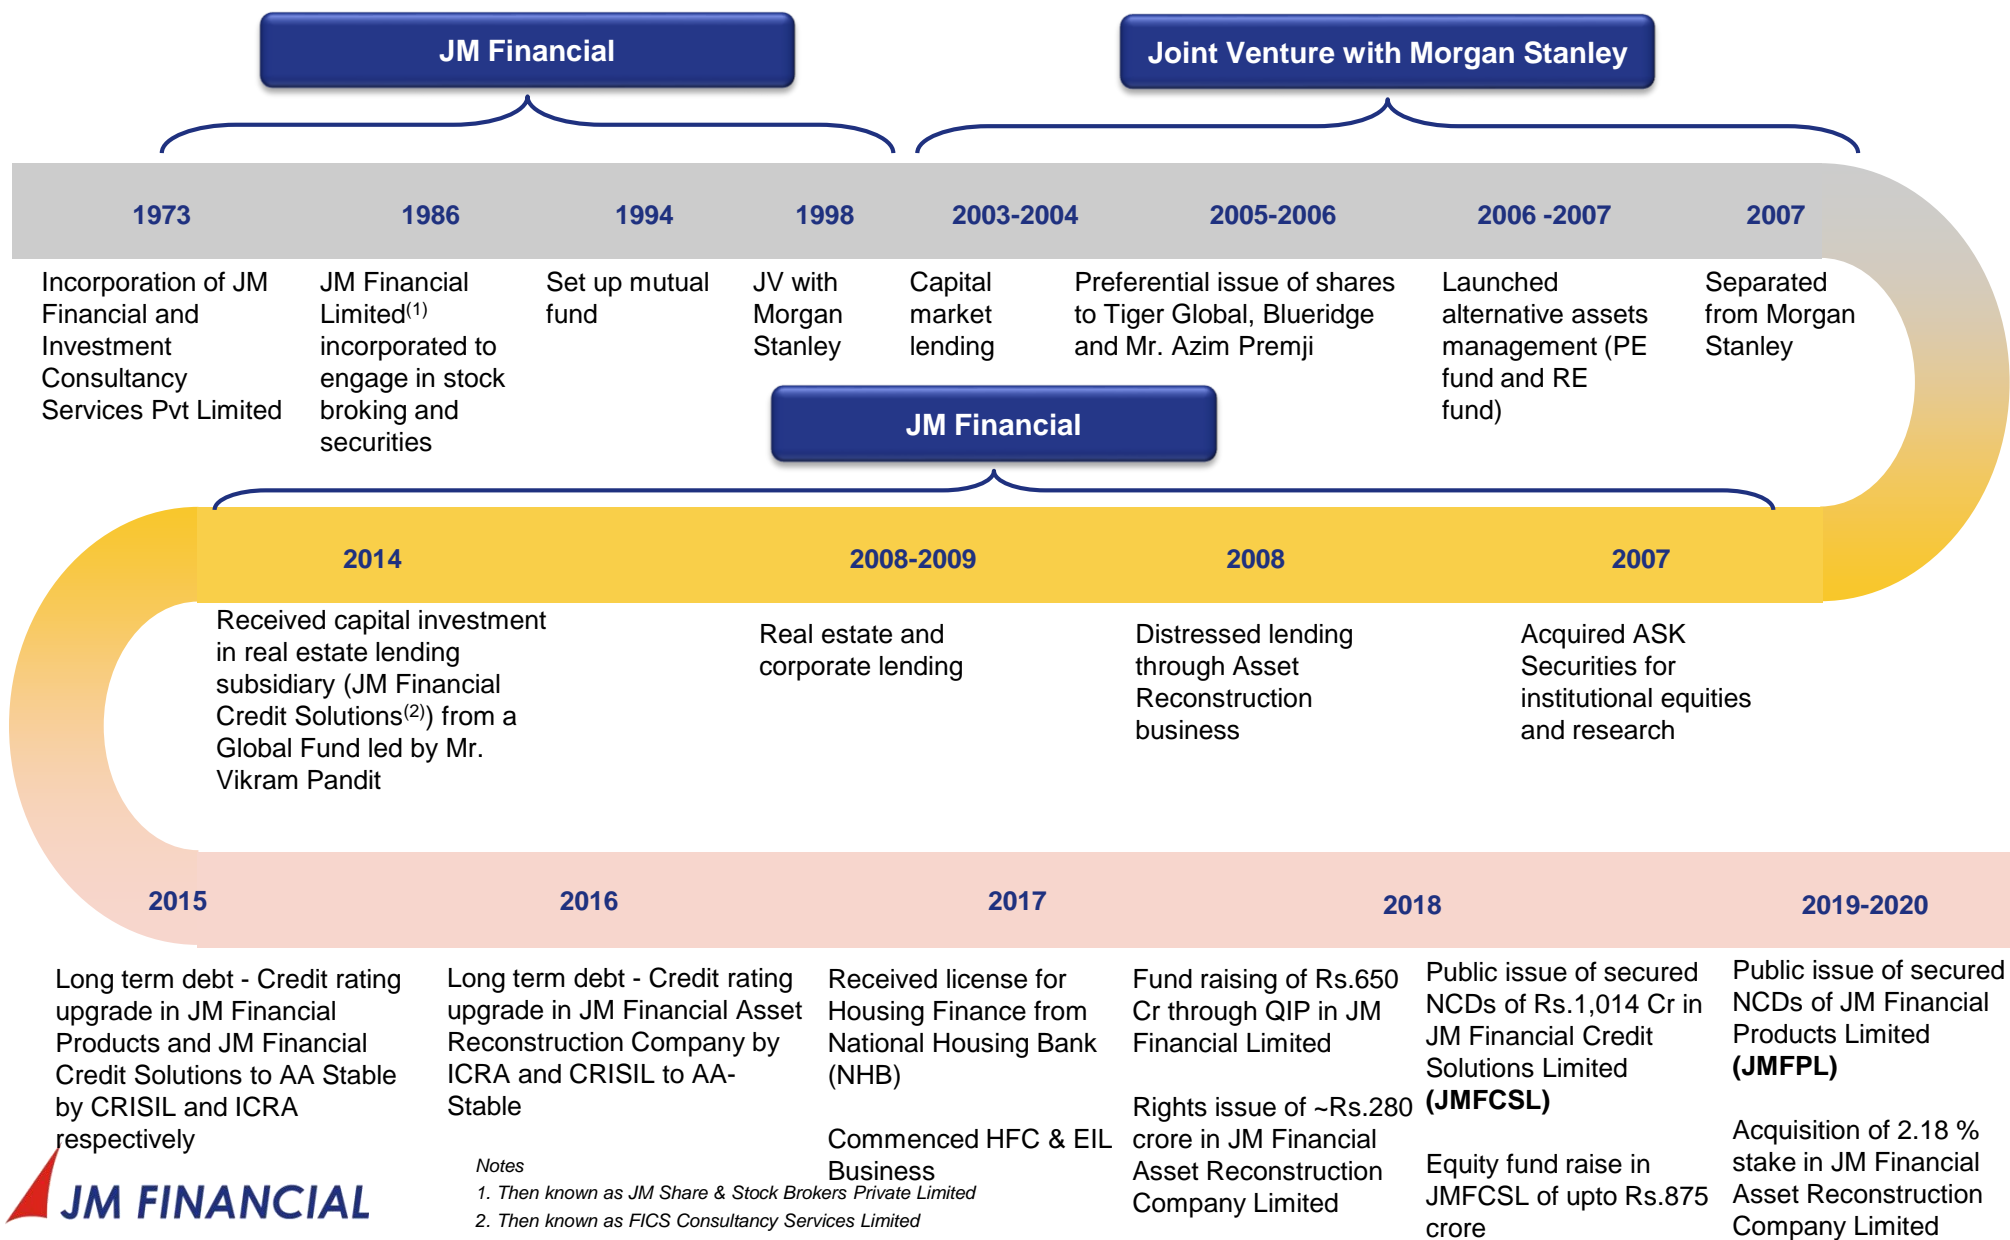 JM Financial
Joint Venture with Morgan Stanley
1973
1986
1994
1998
2003-2004
2005-2006
2006 -2007
2007
Incorporation of JM
Financial and
Investment
Consultancy
Services Pvt Limited
JM Financial
Limited(1)
incorporated to
engage in stock
broking and
securities
Set up mutual
fund
JV with
Morgan
Stanley
Capital
market
lending
Preferential issue of shares
to Tiger Global, Blueridge
and Mr. Azim Premji
Launched
alternative assets
management (PE
fund and RE
fund)
Separated
from Morgan
Stanley
JM Financial
2014
2008-2009
2008
2007
Received capital investment
in real estate lending
subsidiary (JM Financial
Credit Solutions(2)) from a
Global Fund led by Mr.
Vikram Pandit
Real estate and
corporate lending
Distressed lending
through Asset
Reconstruction
business
Acquired ASK
Securities for
institutional equities
and research
2015
2016
2017
2018
2019-2020
Long term debt - Credit rating
upgrade in JM Financial
Products and JM Financial
Credit Solutions to AA Stable
by CRISIL and ICRA
respectively
Long term debt - Credit rating
upgrade in JM Financial Asset
Reconstruction Company by
ICRA and CRISIL to AA-
Stable
Received license for
Housing Finance from
National Housing Bank
(NHB)
Commenced HFC & EIL
Business
Fund raising of Rs.650
Cr through QIP in JM
Financial Limited
Rights issue of ~Rs.280
crore in JM Financial
Asset Reconstruction
Company Limited
Public issue of secured
NCDs of Rs.1,014 Cr in
JM Financial Credit
Solutions Limited
(JMFCSL)
Equity fund raise in
JMFCSL of upto Rs.875
crore
Public issue of secured
NCDs of JM Financial
Products Limited
(JMFPL)
Acquisition of 2.18 %
stake in JM Financial
Asset Reconstruction
Company Limited
JM FINANCIAL
Notes
1. Then known as JM Share & Stock Brokers Private Limited
2. Then known as FICS Consultancy Services Limited